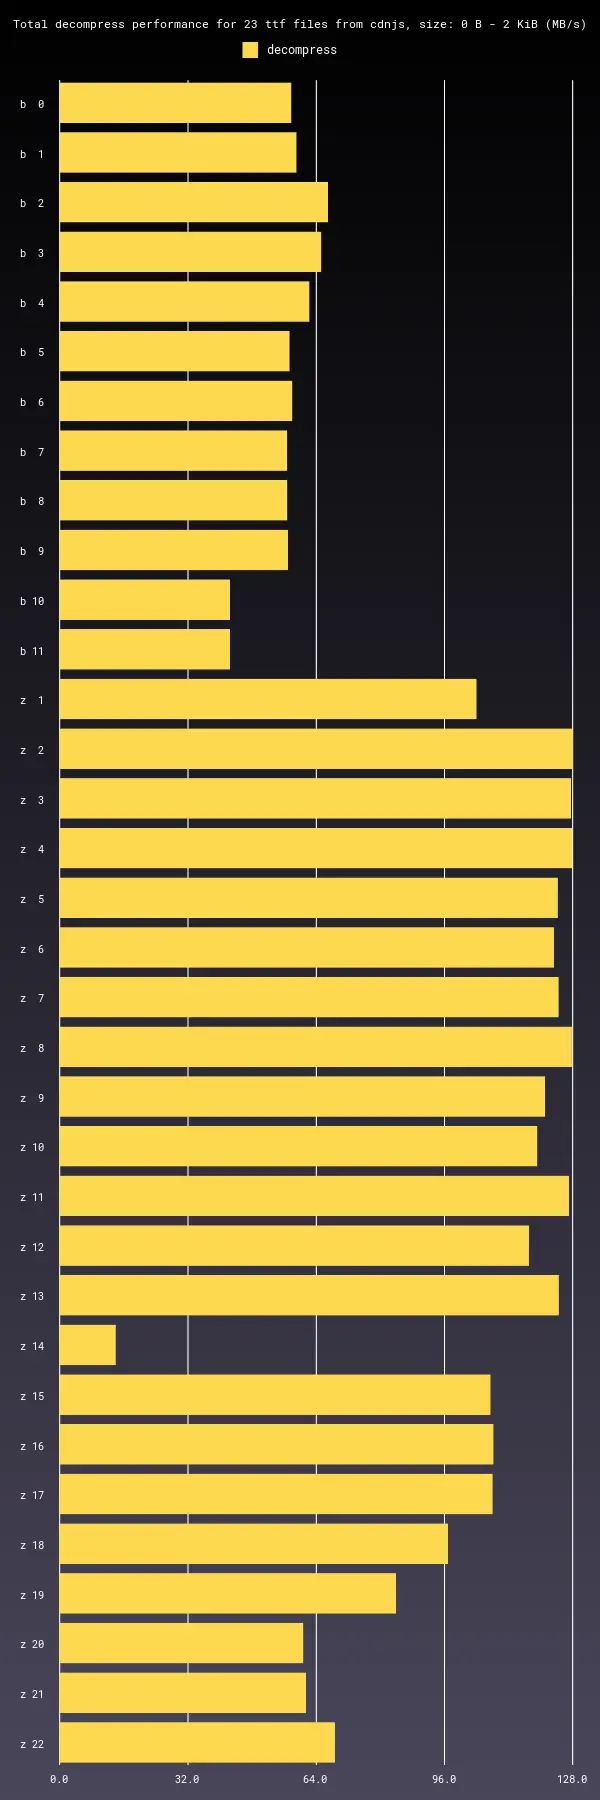 Total decompress performance for 23 ttf files from cdnjs, size: 0 B - 2 KiB (MB/s)
decompress
b 0
b 1
b 2
b 3
b 4
b 5
b 6
b 7
b 8
b 9
b 10
b 11
z 1
z 2
z 3
z 4
z 5
z 6
z 7
z 8
z 9
z 10
z 11
z 12
z 13
z 14
z 15
z 16
z 17
z 18
z 19
z 20
z 21
z 22
0.0 32.0 64.0 96.0 128.0